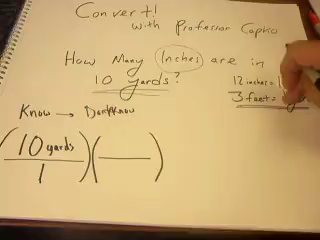 Convert!
with Professor Capko
How Many Inches are in
10 yards?
12 inches = 1
3 feet =
Know → Don't Know
(10 yards) (
1